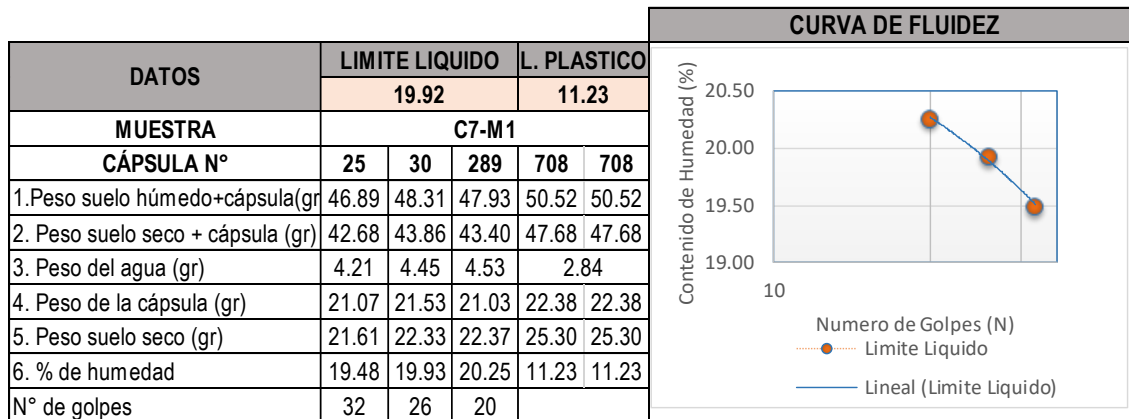 CURVA DE FLUIDEZ
DATOS LIMITE LIQUIDO L. PLASTICO
19.92 11.23
MUESTRA C7-M1
CÁPSULA N° 25 30 289 708 708
1.Peso suelo húmedo+cápsula(gr 46.89 48.31 47.93 50.52 50.52
2. Peso suelo seco + cápsula (gr) 42.68 43.86 43.40 47.68 47.68
3. Peso del agua (gr) 4.21 4.45 4.53 2.84
4. Peso de la cápsula (gr) 21.07 21.53 21.03 22.38 22.38
5. Peso suelo seco (gr) 21.61 22.33 22.37 25.30 25.30
6. % de humedad 19.48 19.93 20.25 11.23 11.23
N° de golpes 32 26 20
Contenido de Humedad (%)
20.50
20.00
19.50
19.00
10
Numero de Golpes (N)
Limite Liquido
Lineal (Limite Liquido)